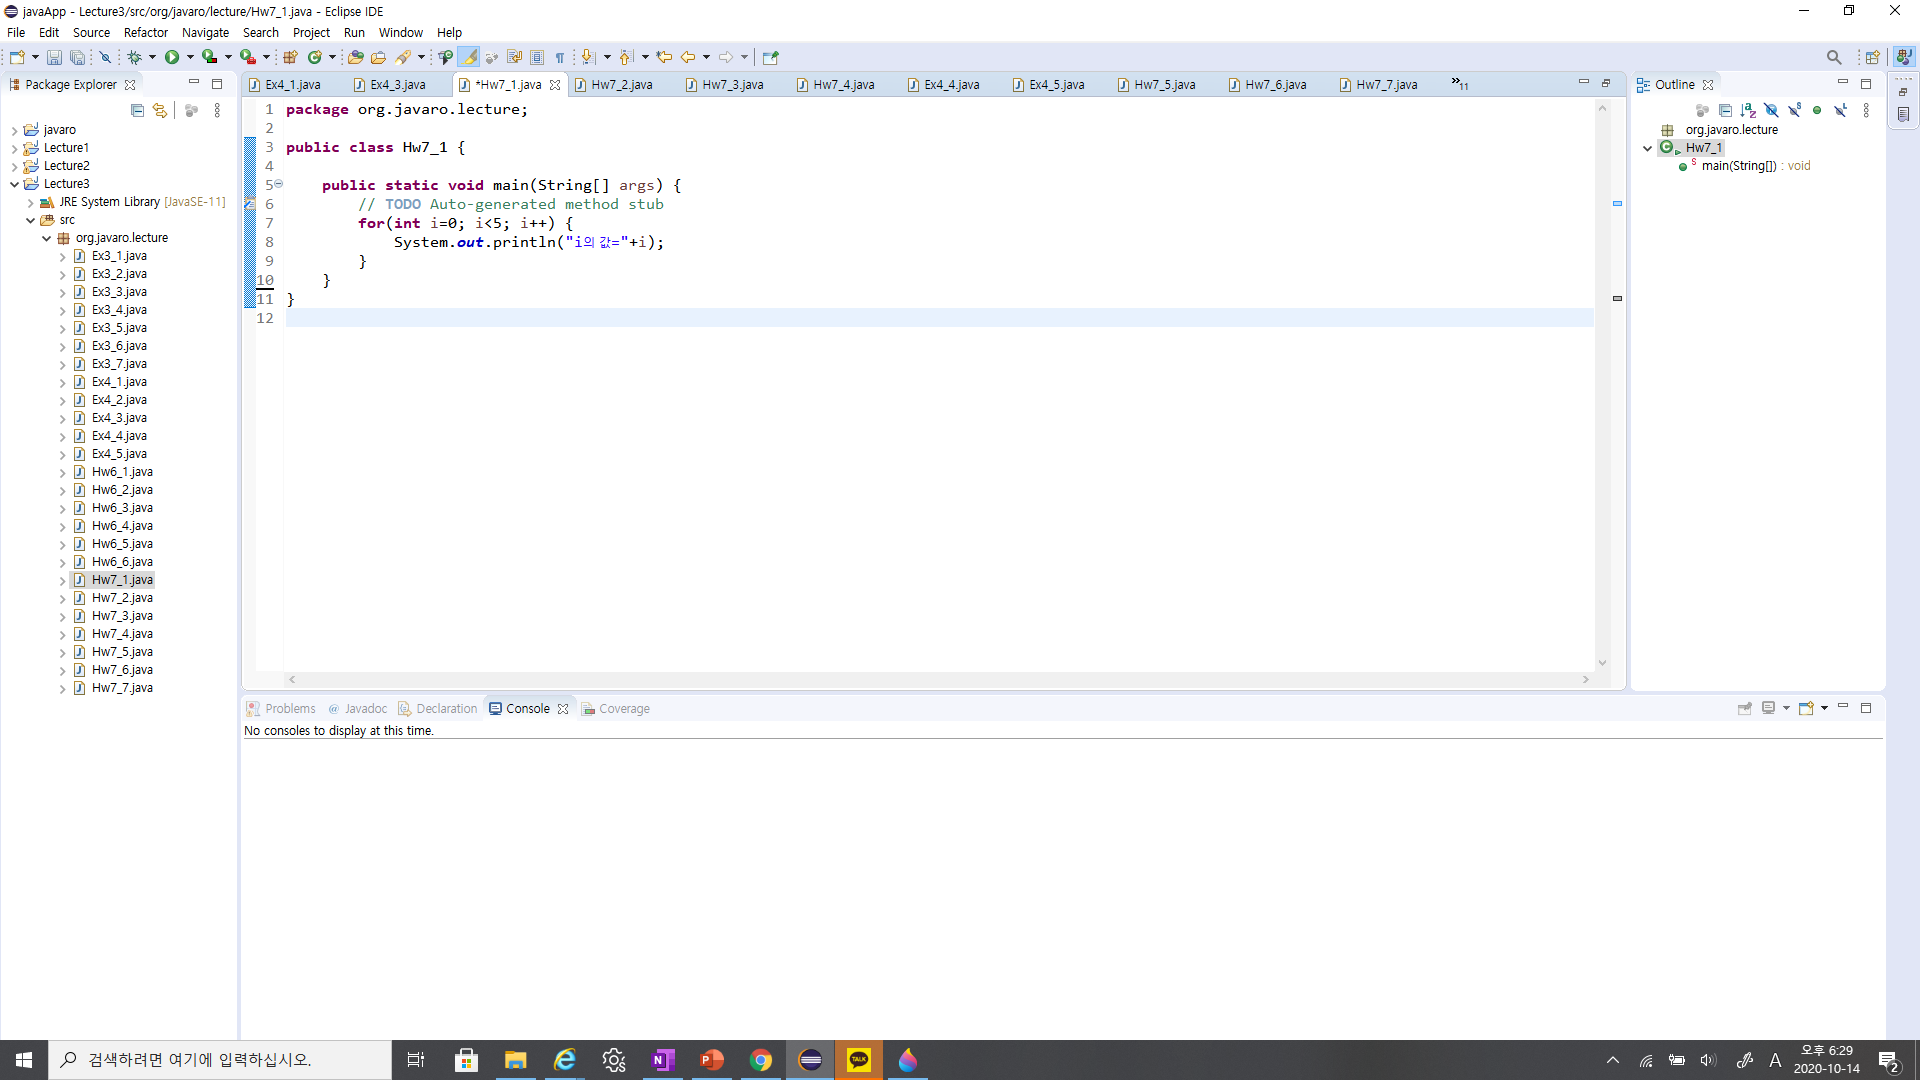 javaApp - Lecture3/src/org/javaro/lecture/Hw7_1.java - Eclipse IDE
File Edit Source Refactor Navigate Search Project Run Window Help
Package Explorer
javaro
Lecture1
Lecture2
Lecture3
JRE System Library [JavaSE-11]
src
org.javaro.lecture
Ex3_1.java
Ex3_2.java
Ex3_3.java
Ex3_4.java
Ex3_5.java
Ex3_6.java
Ex3_7.java
Ex4_1.java
Ex4_2.java
Ex4_3.java
Ex4_4.java
Ex4_5.java
Hw6_1.java
Hw6_2.java
Hw6_3.java
Hw6_4.java
Hw6_5.java
Hw6_6.java
Hw7_1.java
Hw7_2.java
Hw7_3.java
Hw7_4.java
Hw7_5.java
Hw7_6.java
Hw7_7.java
Ex4_1.java Ex4_3.java *Hw7_1.java Hw7_2.java Hw7_3.java Hw7_4.java Ex4_4.java Ex4_5.java Hw7_5.java Hw7_6.java Hw7_7.java »11
1 package org.javaro.lecture;
2
3 public class Hw7_1 {
4
5 public static void main(String[] args) {
6 // TODO Auto-generated method stub
7 for(int i=0; i<5; i++) {
8 System.out.println("i의 값="+i);
9 }
10 }
11 }
12
Outline
org.javaro.lecture
Hw7_1
main(String[]) : void
Problems Javadoc Declaration Console Coverage
No consoles to display at this time.
검색하려면 여기에 입력하십시오.
A
오후 6:29
2020-10-14
2